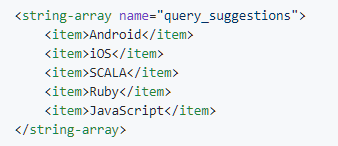 <string-array name="query_suggestions">
    <item>Android</item>
    <item>iOS</item>
    <item>SCALA</item>
    <item>Ruby</item>
    <item>JavaScript</item>
</string-array>